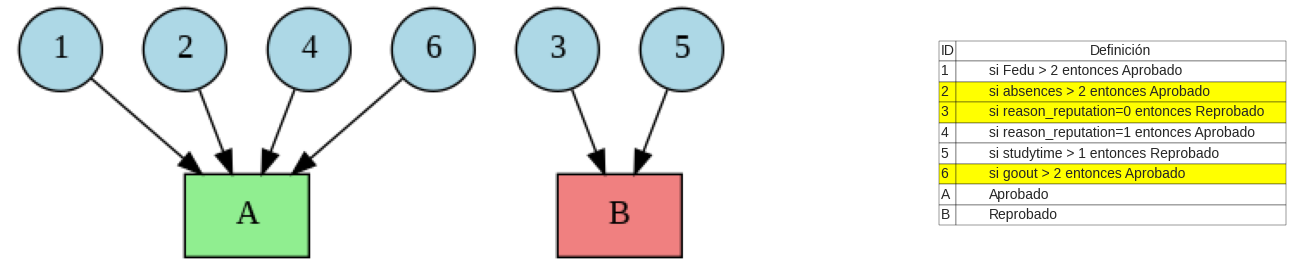 1 2 4 6 3 5
A B
ID Definición
1 si Fedu > 2 entonces Aprobado
2 si absences > 2 entonces Aprobado
3 si reason_reputation=0 entonces Reprobado
4 si reason_reputation=1 entonces Aprobado
5 si studytime > 1 entonces Reprobado
6 si goout > 2 entonces Aprobado
A Aprobado
B Reprobado